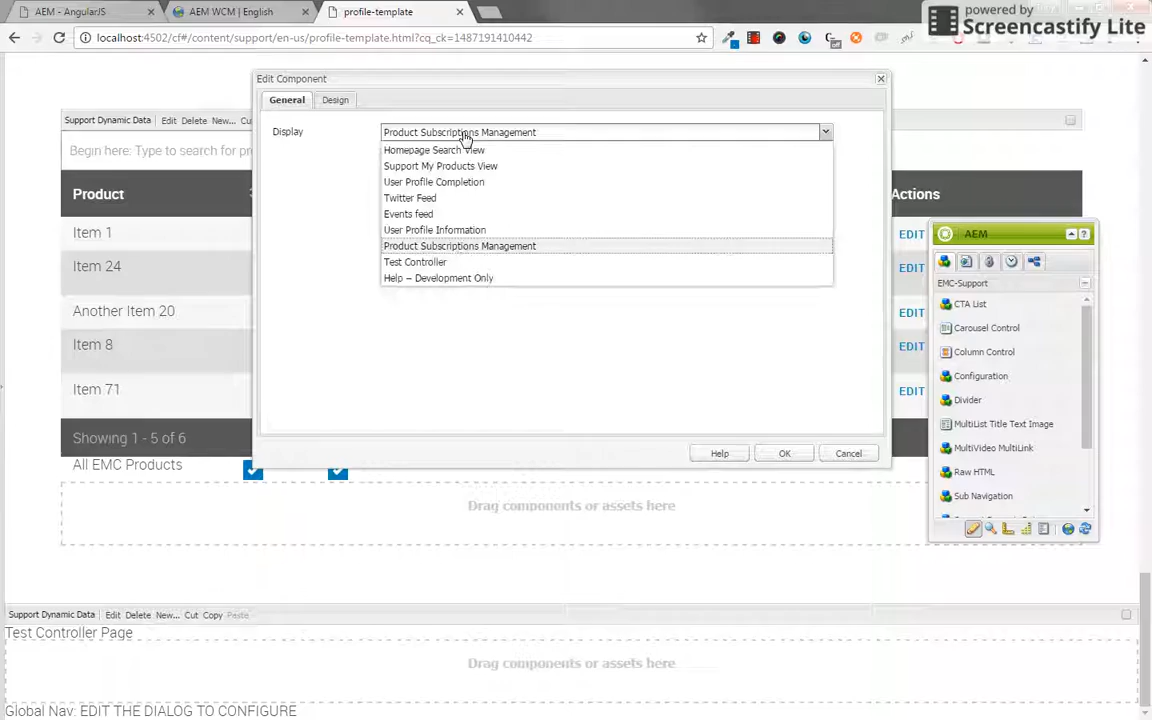 AEM - AngularJS
AEM WCM | English
profile-template
powered by
Screencastify Lite
localhost:4502/cf#/content/support/en-us/profile-template.html?cq_ck=1487191410442
Edit Component
General
Design
Support Dynamic Data Edit Delete New... Cu
Display
Product Subscriptions Management
Begin here: Type to search for pr
Homepage Search View
Support My Products View
User Profile Completion
Twitter Feed
Events feed
User Profile Information
Product Subscriptions Management
Test Controller
Help – Development Only
Product
Actions
Item 1
EDIT
Item 24
EDIT
Another Item 20
EDIT
Item 8
EDIT
Item 71
EDIT
Showing 1 - 5 of 6
All EMC Products
Help
OK
Cancel
AEM
EMC-Support
CTA List
Carousel Control
Column Control
Configuration
Divider
MultiList Title Text Image
MultiVideo MultiLink
Raw HTML
Sub Navigation
Drag components or assets here
Support Dynamic Data Edit Delete New... Cut Copy Paste
Test Controller Page
Drag components or assets here
Global Nav: EDIT THE DIALOG TO CONFIGURE